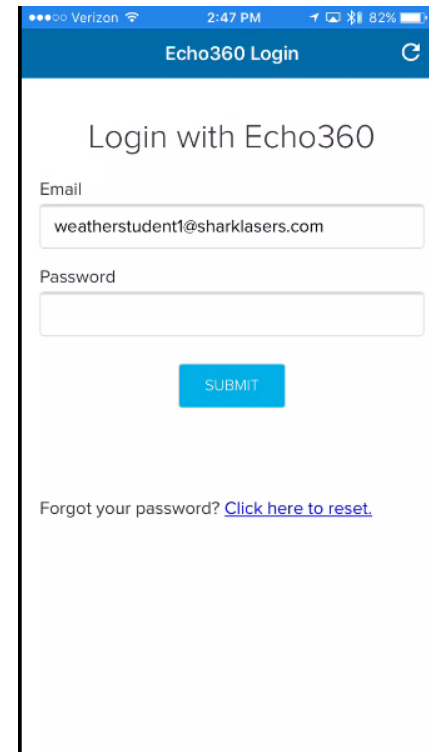 Verizon 2:47 PM 82%
Echo360 Login
Login with Echo360
Email
weatherstudent1@sharklasers.com
Password
SUBMIT
Forgot your password? Click here to reset.